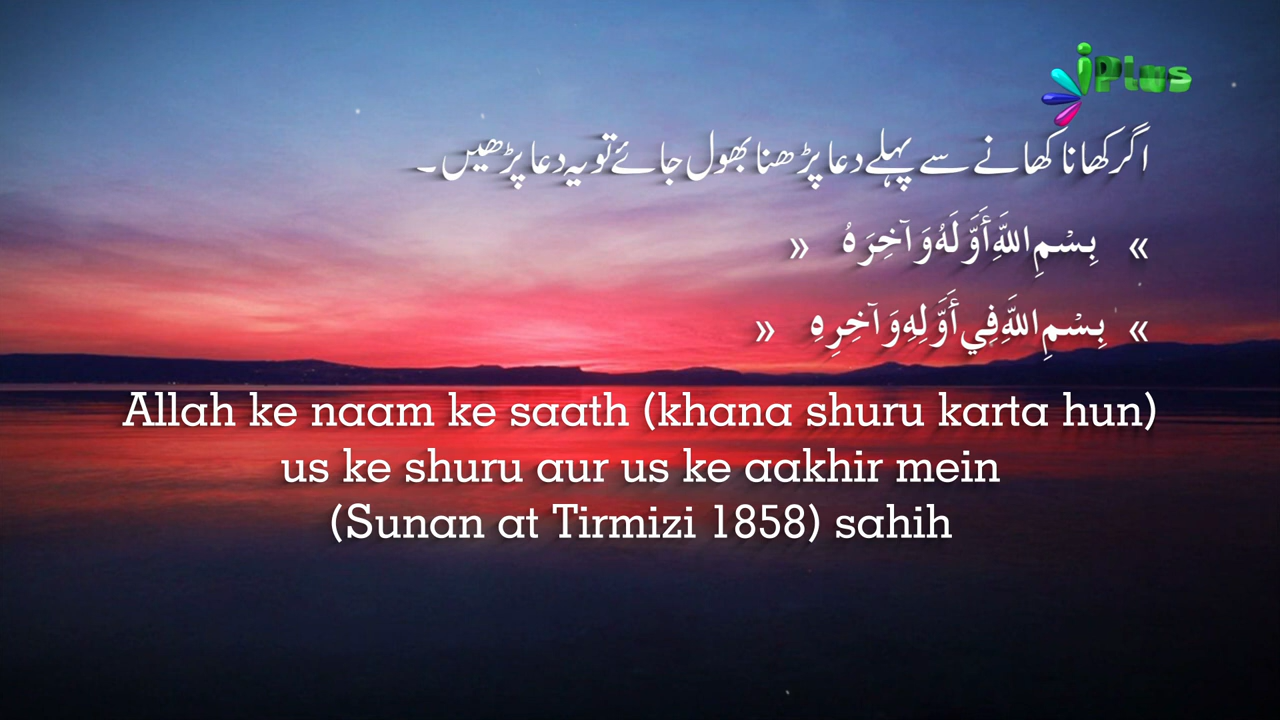 iPlus
اگر کھانا کھانے سے پہلے دعا پڑھنا بھول جائے تو یہ دعا پڑھیں۔
» بِسْمِ اللَّهِ أَوَّلَهُ وَآخِرَهُ «
» بِسْمِ اللَّهِ فِي أَوَّلِهِ وَآخِرِهِ «
Allah ke naam ke saath (khana shuru karta hun)
us ke shuru aur us ke aakhir mein
(Sunan at Tirmizi 1858) sahih